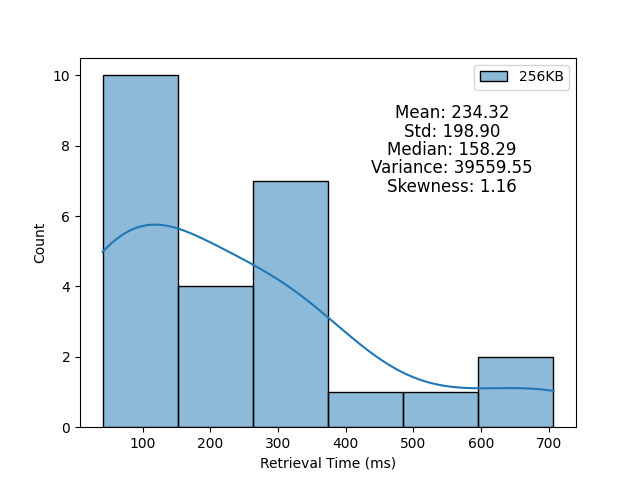 256KB
Mean: 234.32
Std: 198.90
Median: 158.29
Variance: 39559.55
Skewness: 1.16
10
8
6
4
2
0
Count
100 200 300 400 500 600 700
Retrieval Time (ms)